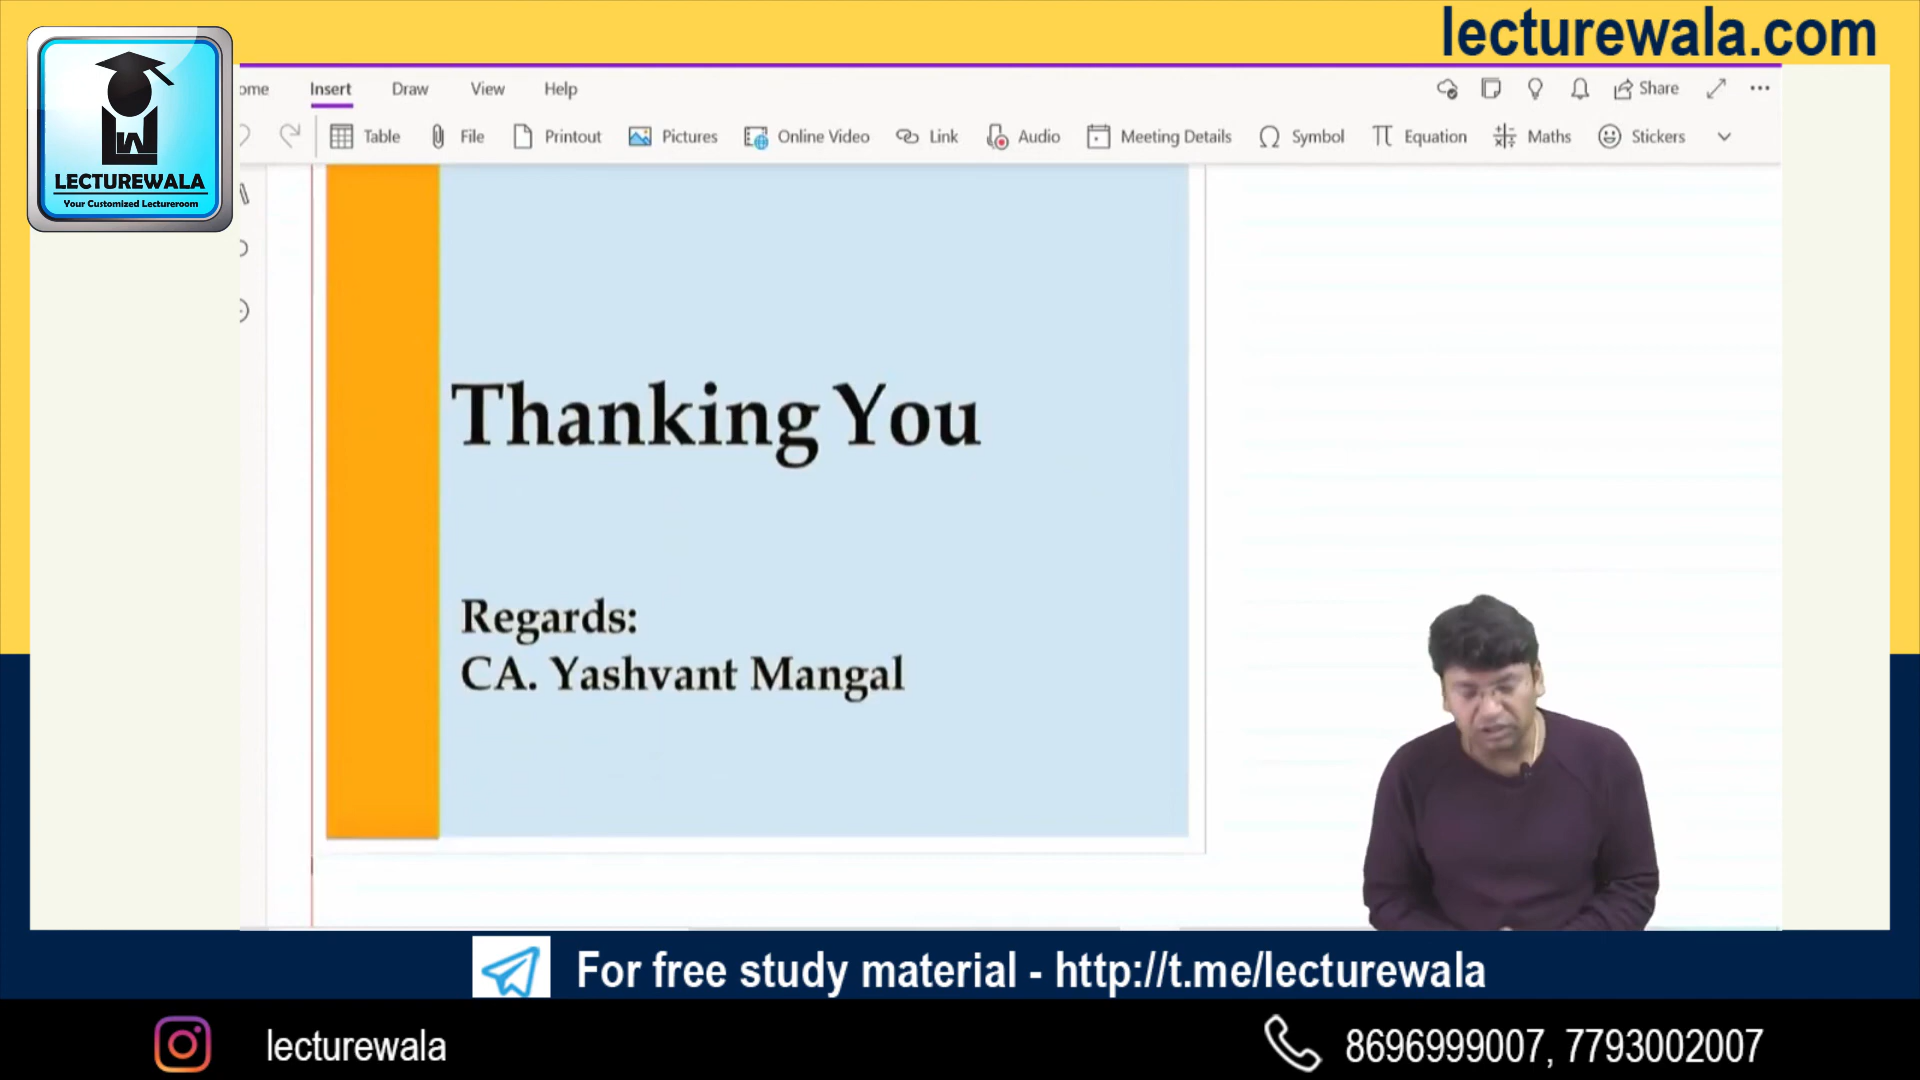 lecturewala.com
LW
LECTUREWALA
Your Customized Lectureroom
ome Insert Draw View Help Share
Table File Printout Pictures Online Video Link Audio Meeting Details Symbol Equation Maths Stickers
Thanking You
Regards:
CA. Yashvant Mangal
For free study material - http://t.me/lecturewala
lecturewala
8696999007, 7793002007